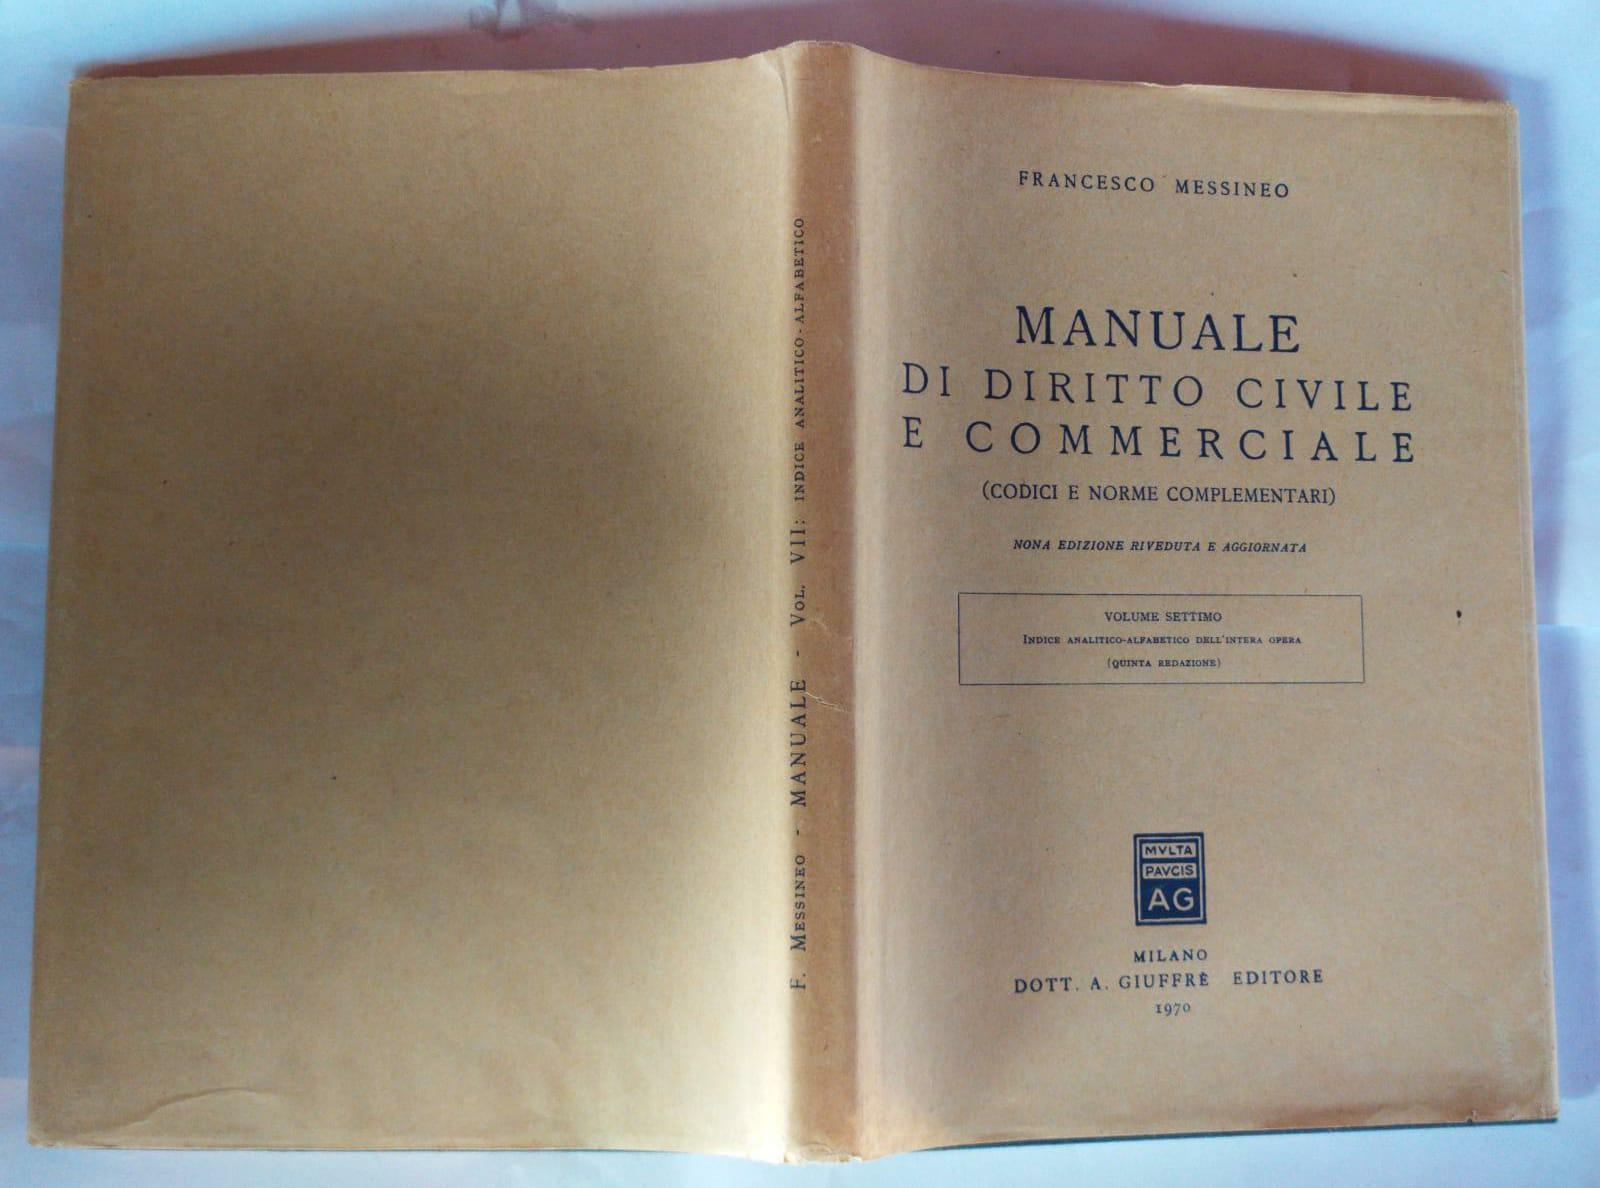 F. MESSINEO - MANUALE - VOL. VII: INDICE ANALITICO-ALFABETICO
FRANCESCO MESSINEO
MANUALE
DI DIRITTO CIVILE
E COMMERCIALE
(CODICI E NORME COMPLEMENTARI)
NONA EDIZIONE RIVEDUTA E AGGIORNATA
VOLUME SETTIMO
INDICE ANALITICO-ALFABETICO DELL'INTERA OPERA
(QUINTA REDAZIONE)
MVLTA
PAVCIS
AG
MILANO
DOTT. A. GIUFFRÈ EDITORE
1970